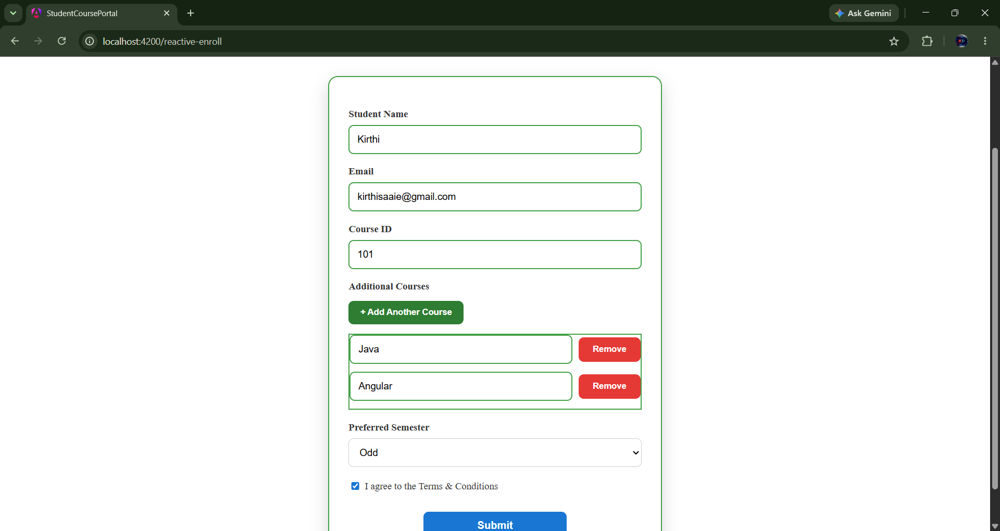 StudentCoursePortal
Ask Gemini
localhost:4200/reactive-enroll
KD
Student Name
Kirthi
Email
kirthisaaie@gmail.com
Course ID
101
Additional Courses
+ Add Another Course
Java
Remove
Angular
Remove
Preferred Semester
Odd
I agree to the Terms & Conditions
Submit